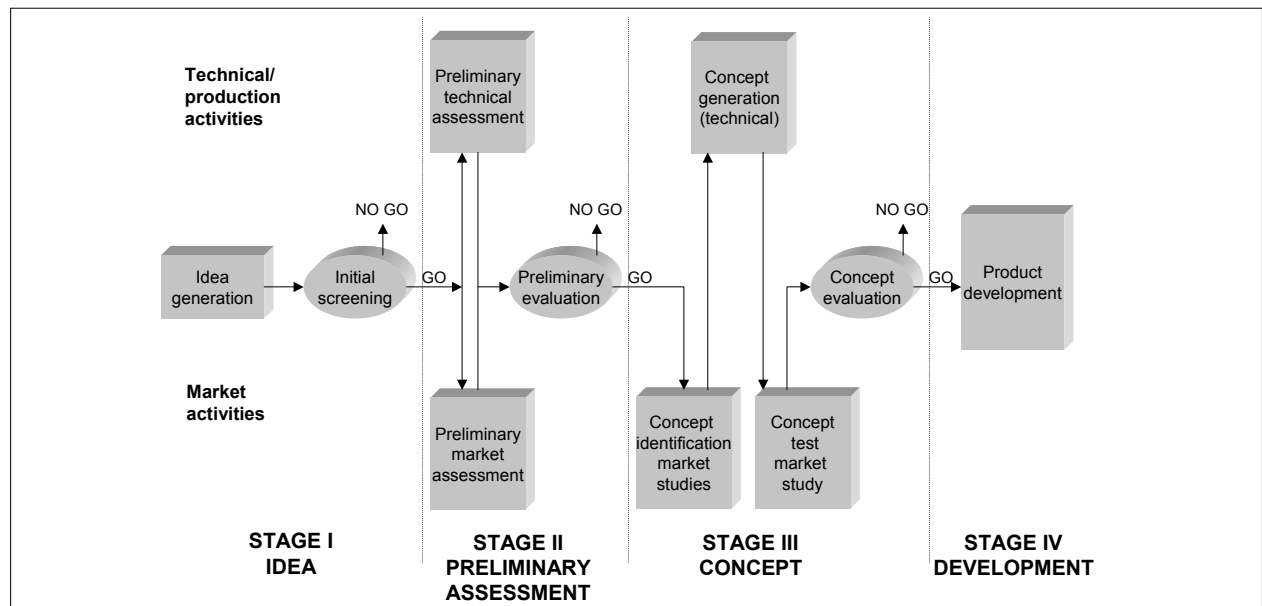 Technical/
production
activities
Preliminary
technical
assessment
Concept
generation
(technical)
NO GO
NO GO
NO GO
Idea
generation
Initial
screening
GO
Preliminary
evaluation
GO
Concept
evaluation
GO
Product
development
Market
activities
Preliminary
market
assessment
Concept
identification
market
studies
Concept
test
market
study
STAGE I
IDEA
STAGE II
PRELIMINARY
ASSESSMENT
STAGE III
CONCEPT
STAGE IV
DEVELOPMENT